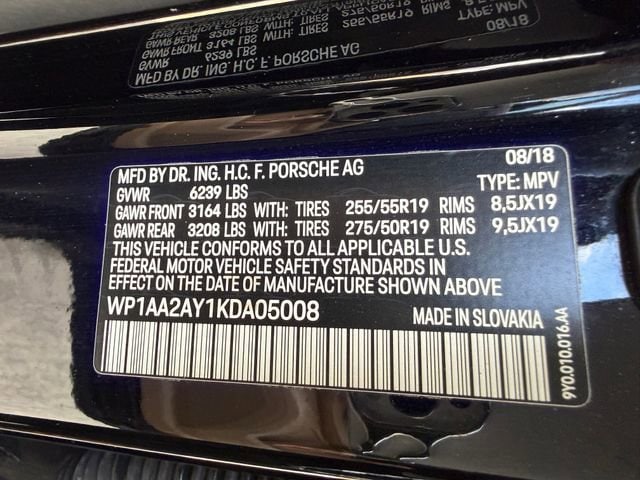 MFD BY DR. ING. H.C. F. PORSCHE AG 08/18
GVWR 6239 LBS TYPE: MPV
GAWR FRONT 3164 LBS WITH: TIRES 255/55R19 RIMS 8,5JX19
GAWR REAR 3208 LBS WITH: TIRES 275/50R19 RIMS 9,5JX19
THIS VEHICLE CONFORMS TO ALL APPLICABLE U.S.
FEDERAL MOTOR VEHICLE SAFETY STANDARDS IN
EFFECT ON THE DATE OF MANUFACTURE SHOWN ABOVE
WP1AA2AY1KDA05008 MADE IN SLOVAKIA
9Y0.010.016.AA